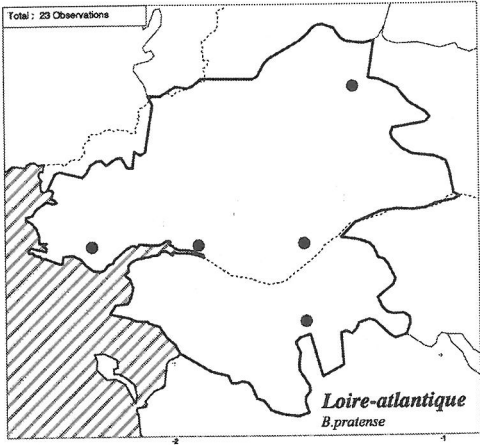 Total : 23 Observations
Loire-atlantique
B.pratense
-2
-1